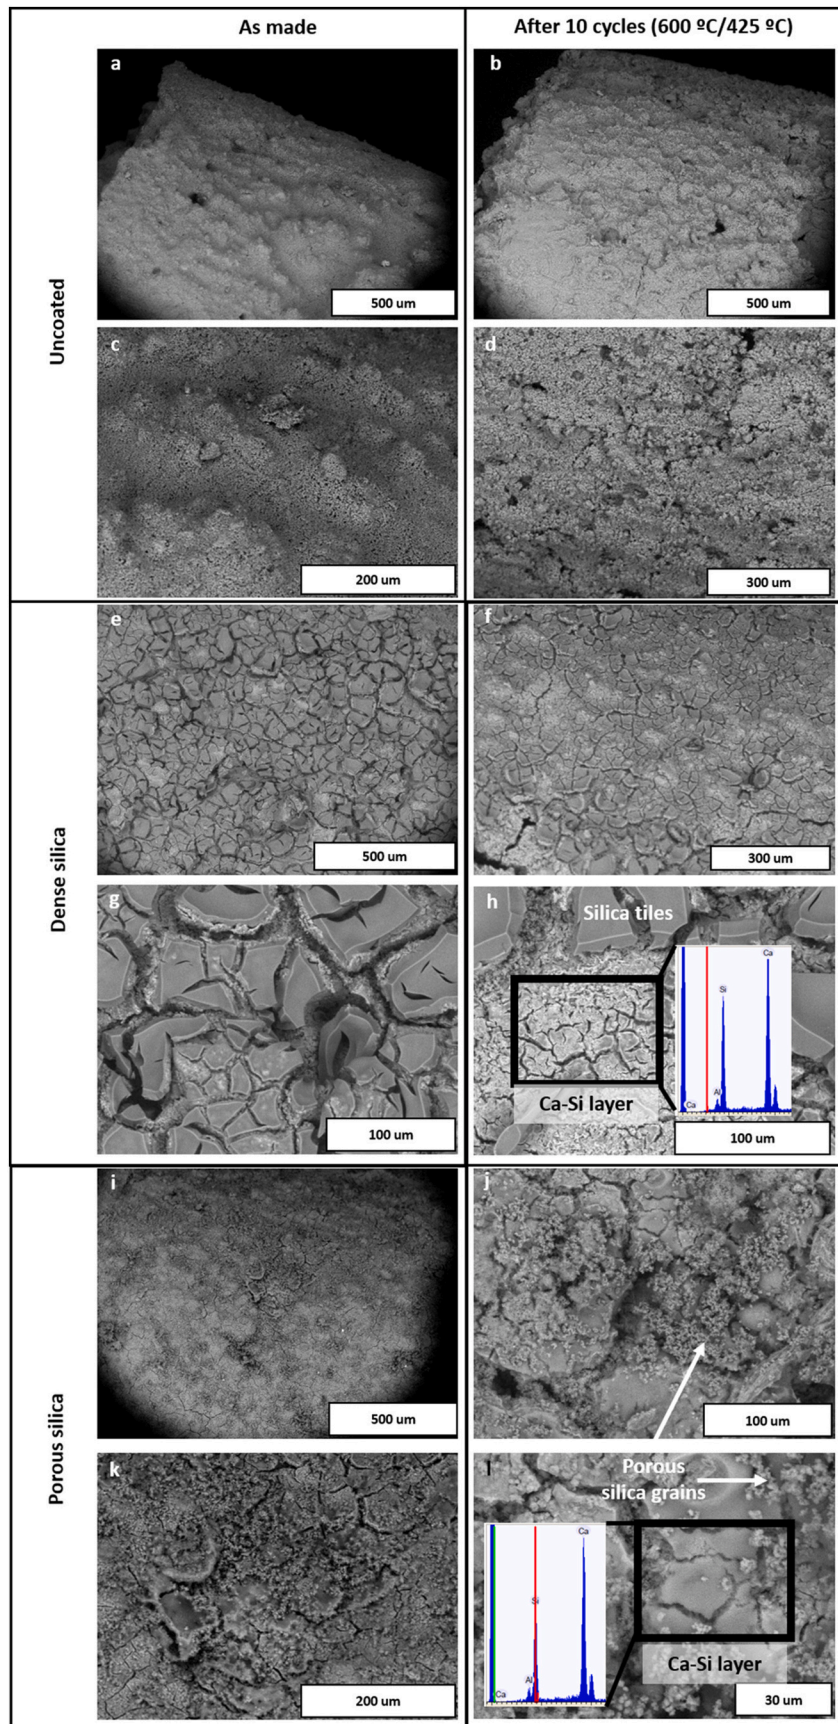 As made
After 10 cycles (600 ºC/425 ºC)
Uncoated
a
500 um
b
500 um
c
200 um
d
300 um
Dense silica
e
500 um
f
300 um
g
100 um
h
Silica tiles
Ca
Si
Al
Ca
Ca-Si layer
100 um
Porous silica
i
500 um
j
100 um
k
200 um
l
Porous
silica grains
Ca
Si
Al
Ca
Ca-Si layer
30 um